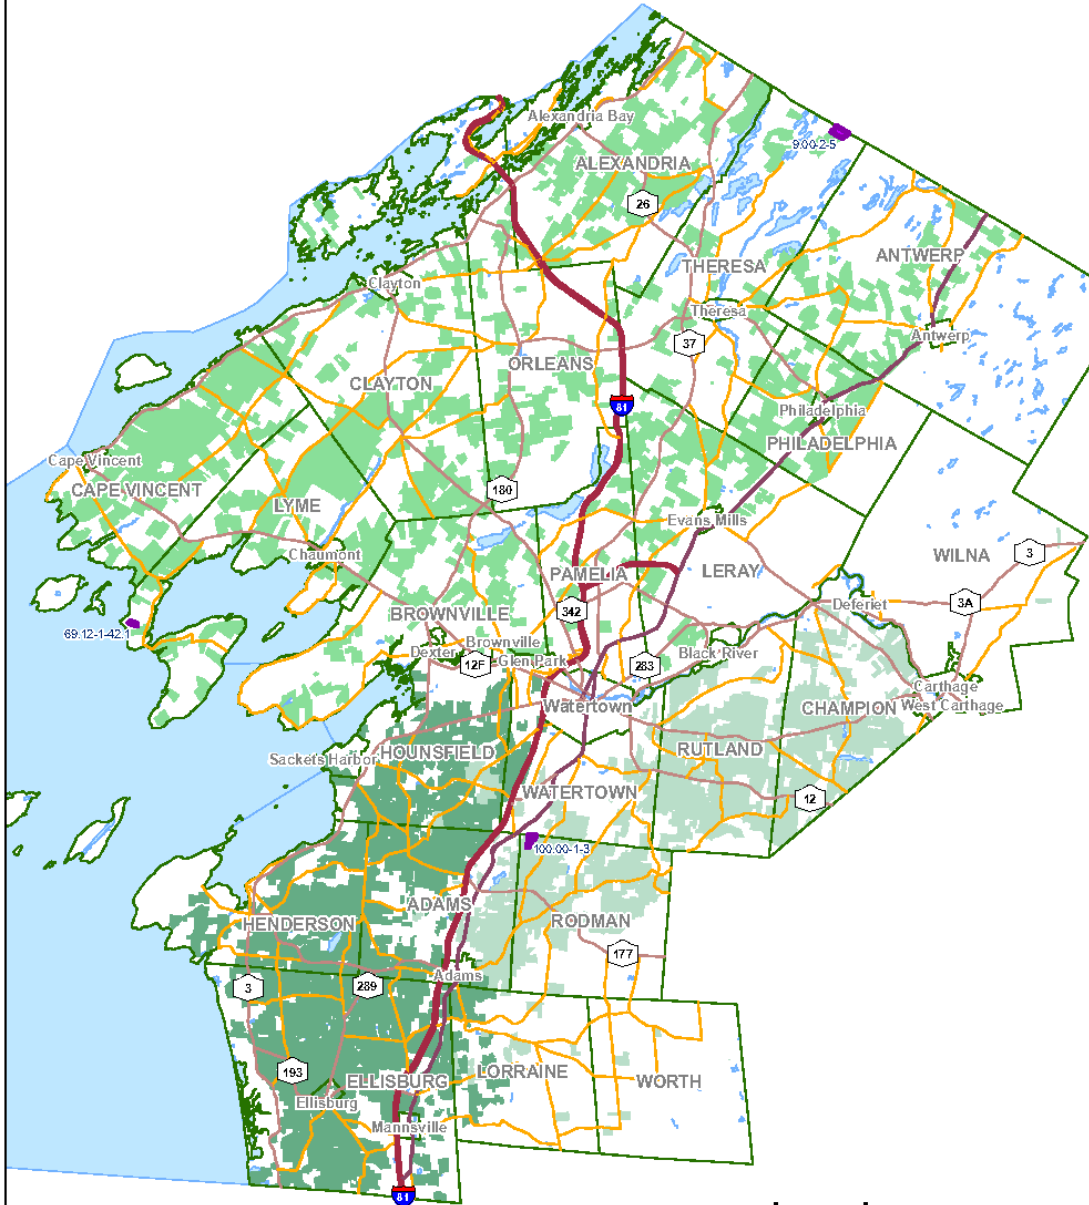 Alexandria Bay
9.00-2-5
ALEXANDRIA
26
ANTWERP
THERESA
Clayton
Theresa
Antwerp
37
ORLEANS
CLAYTON
81
Philadelphia
PHILADELPHIA
Cape Vincent
CAPE VINCENT
180
LYME
Evans Mills
Chaumont
WILNA
3
PAMELIA
LERAY
3A
Deferiet
342
BROWNVILLE
69.12-1-42.1
Brownville
Dexter
Glen Park
12F
283
Black River
Carthage
West Carthage
Watertown
CHAMPION
HOUNSFIELD
RUTLAND
Sackets Harbor
WATERTOWN
12
100.00-1-3
ADAMS
HENDERSON
RODMAN
177
Adams
3
289
193
ELLISBURG
LORRAINE
WORTH
Ellisburg
Mannsville
81